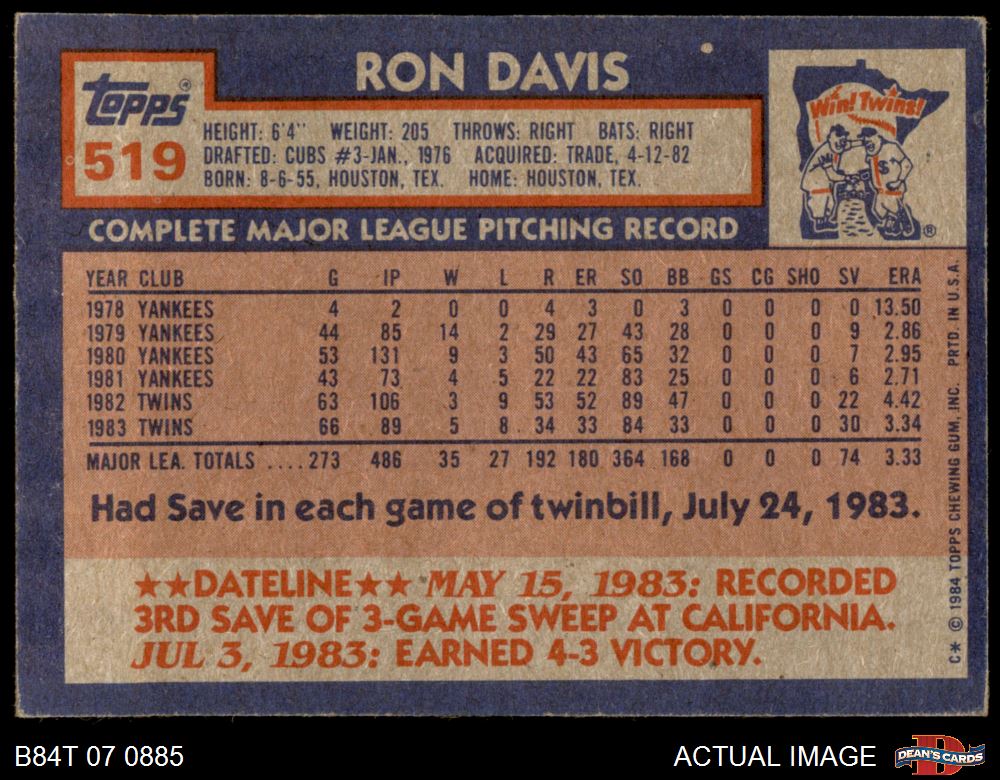 RON DAVIS
Topps®
519
HEIGHT: 6'4" WEIGHT: 205 THROWS: RIGHT BATS: RIGHT
DRAFTED: CUBS #3-JAN., 1976 ACQUIRED: TRADE, 4-12-82
BORN: 8-6-55, HOUSTON, TEX. HOME: HOUSTON, TEX.
Win! Twins!
®
COMPLETE MAJOR LEAGUE PITCHING RECORD
YEAR CLUB G IP W L R ER SO BB GS CG SHO SV ERA
1978 YANKEES 4 2 0 0 4 3 0 3 0 0 0 0 13.50
1979 YANKEES 44 85 14 2 29 27 43 28 0 0 0 9 2.86
1980 YANKEES 53 131 9 3 50 43 65 32 0 0 0 7 2.95
1981 YANKEES 43 73 4 5 22 22 83 25 0 0 0 6 2.71
1982 TWINS 63 106 3 9 53 52 89 47 0 0 0 22 4.42
1983 TWINS 66 89 5 8 34 33 84 33 0 0 0 30 3.34
MAJOR LEA. TOTALS ....273 486 35 27 192 180 364 168 0 0 0 74 3.33
Had Save in each game of twinbill, July 24, 1983.
★★DATELINE★★ MAY 15, 1983: RECORDED
3RD SAVE OF 3-GAME SWEEP AT CALIFORNIA.
JUL 3, 1983: EARNED 4-3 VICTORY.
C* © 1984 TOPPS CHEWING GUM, INC. PRTD. IN U.S.A.
B84T 07 0885
ACTUAL IMAGE
D
DEAN'S CARDS